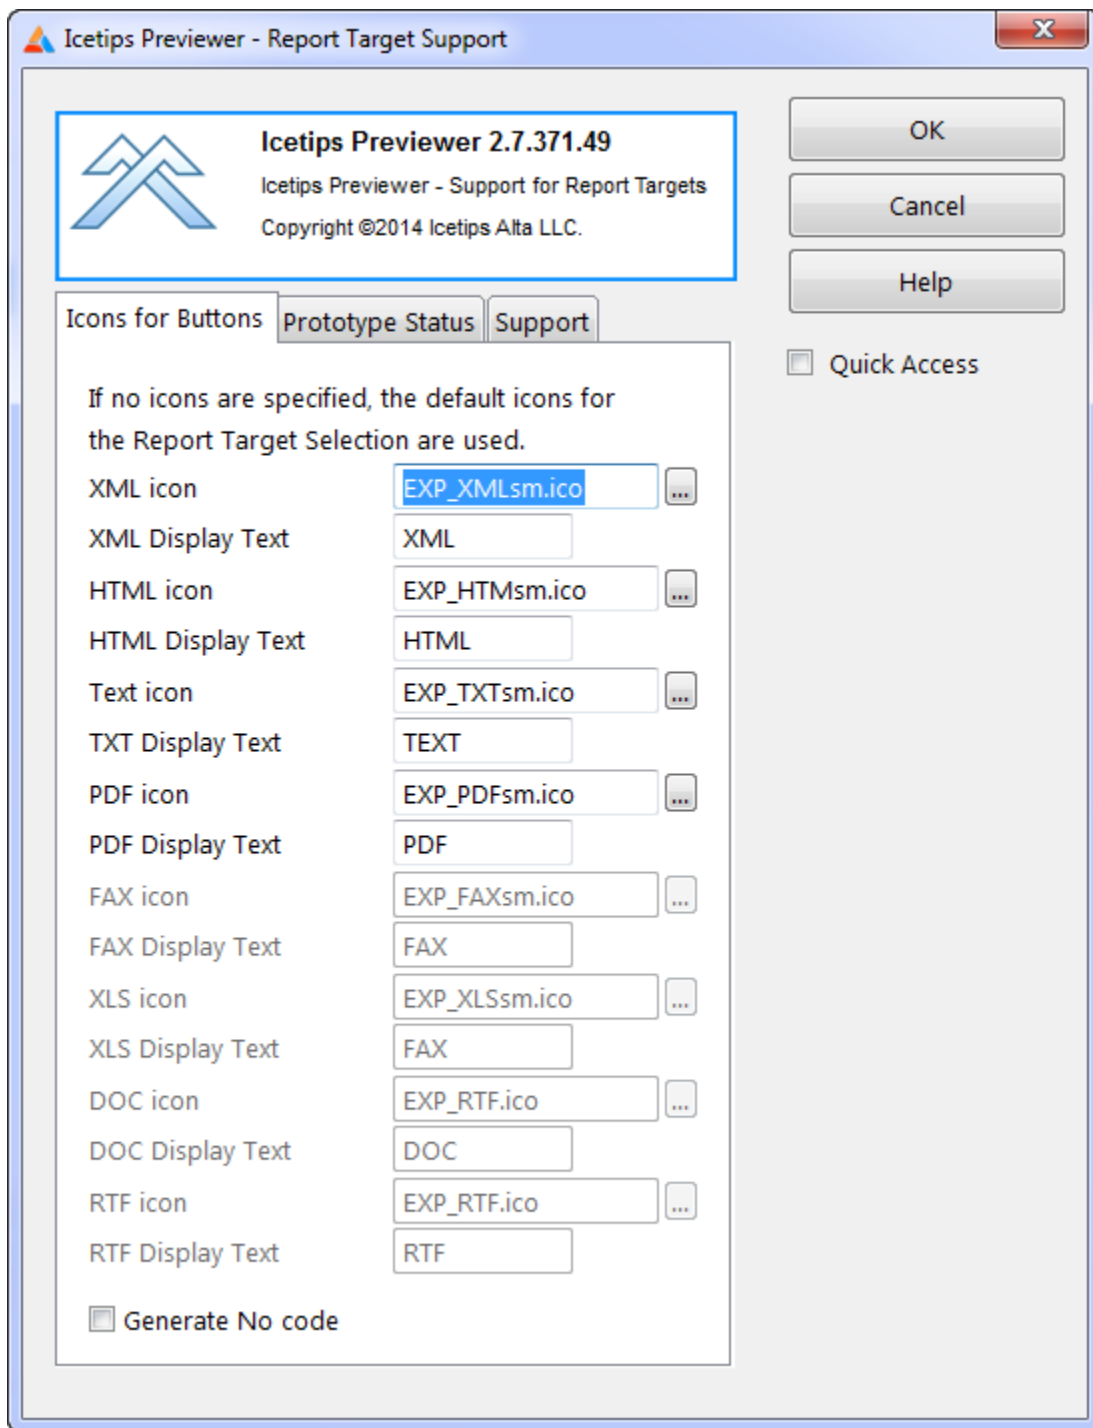 Icetips Previewer - Report Target Support
Icetips Previewer 2.7.371.49
Icetips Previewer - Support for Report Targets
Copyright ©2014 Icetips Alta LLC.
OK
Cancel
Help
Quick Access
Icons for Buttons Prototype Status Support
If no icons are specified, the default icons for
the Report Target Selection are used.
XML icon EXP_XMLsm.ico ...
XML Display Text XML
HTML icon EXP_HTMsm.ico ...
HTML Display Text HTML
Text icon EXP_TXTsm.ico ...
TXT Display Text TEXT
PDF icon EXP_PDFsm.ico ...
PDF Display Text PDF
FAX icon EXP_FAXsm.ico ...
FAX Display Text FAX
XLS icon EXP_XLSsm.ico ...
XLS Display Text FAX
DOC icon EXP_RTF.ico ...
DOC Display Text DOC
RTF icon EXP_RTF.ico ...
RTF Display Text RTF
Generate No code